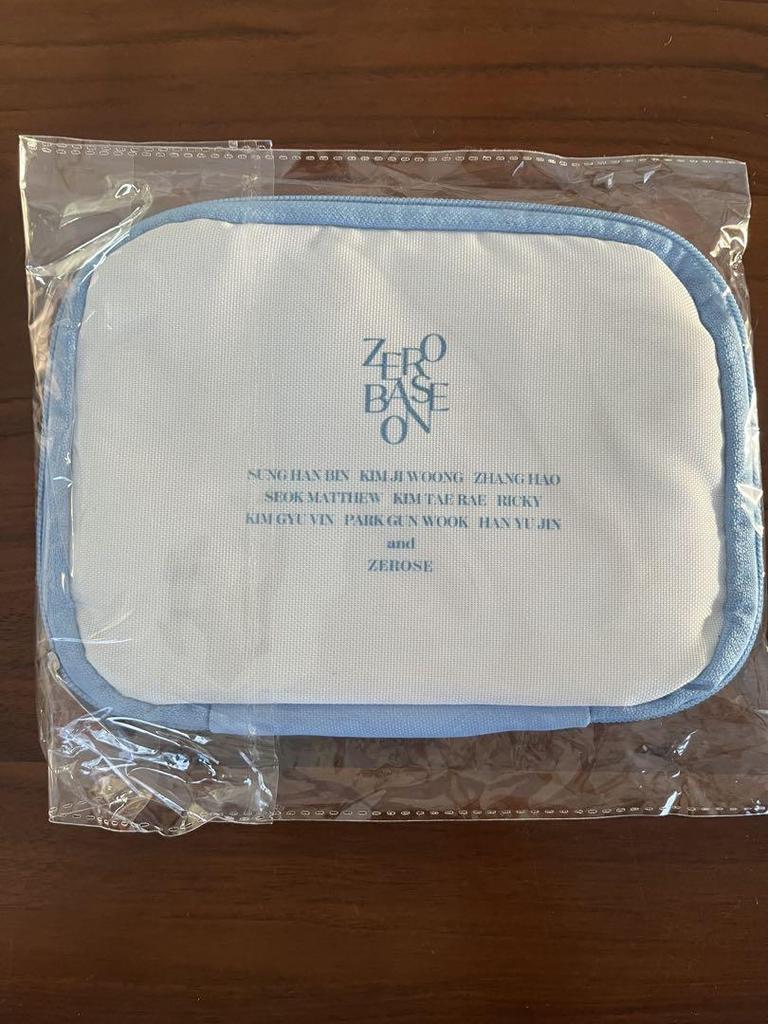 ZERO
BASE
ON
SUNG HAN BIN KIM JI WOONG ZHANG HAO
SEOK MATTHEW KIM TAE RAE RICKY
KIM GYU VIN PARK GUN WOOK HAN YU JIN
and
ZEROSE